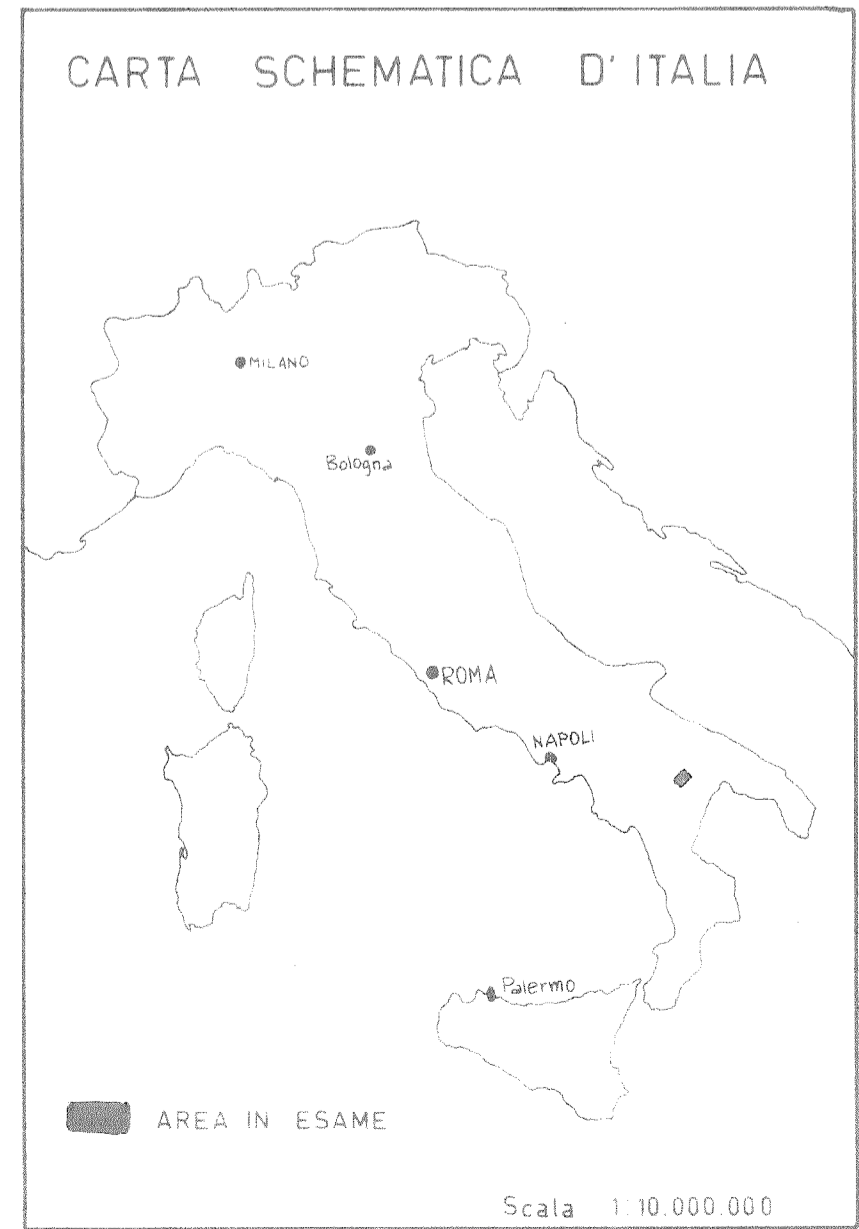 CARTA SCHEMATICA D'ITALIA
MILANO
Bologna
ROMA
NAPOLI
Palermo
AREA IN ESAME
Scala 1:10.000.000